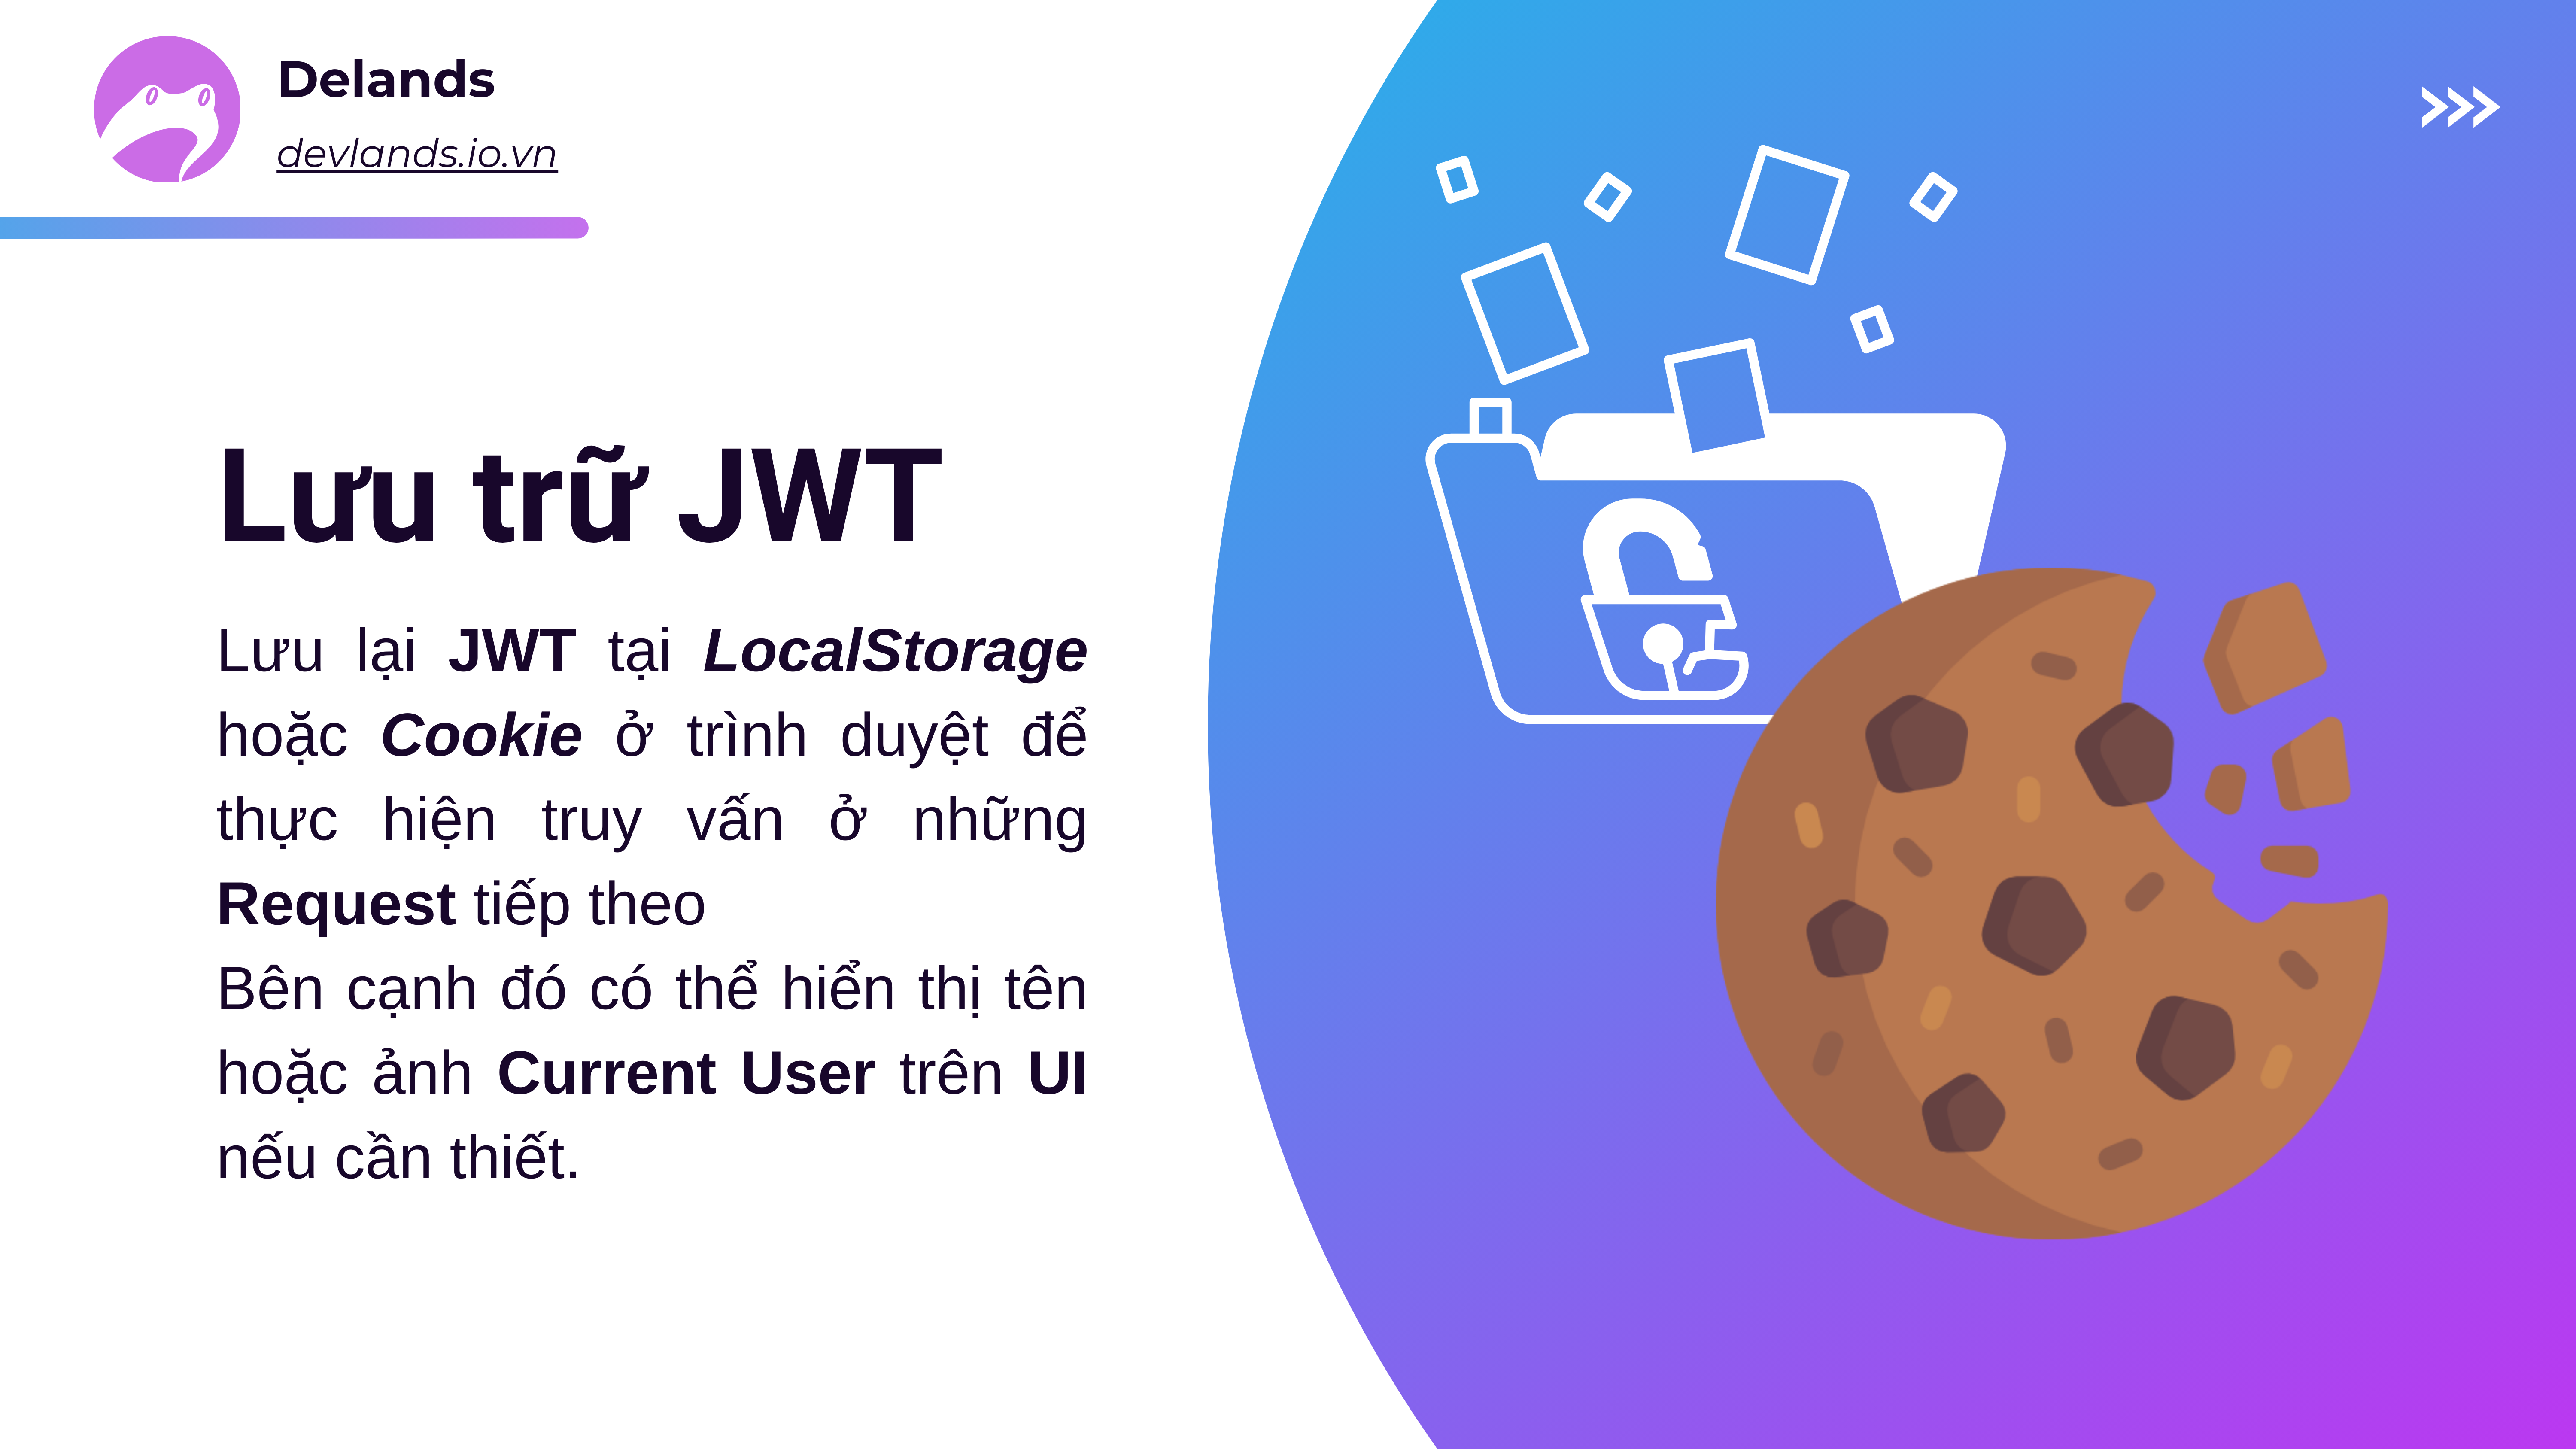 Delands
devlands.io.vn
Lưu trữ JWT
Lưu lại JWT tại LocalStorage
hoặc Cookie ở trình duyệt để
thực hiện truy vấn ở những
Request tiếp theo
Bên cạnh đó có thể hiển thị tên
hoặc ảnh Current User trên UI
nếu cần thiết.